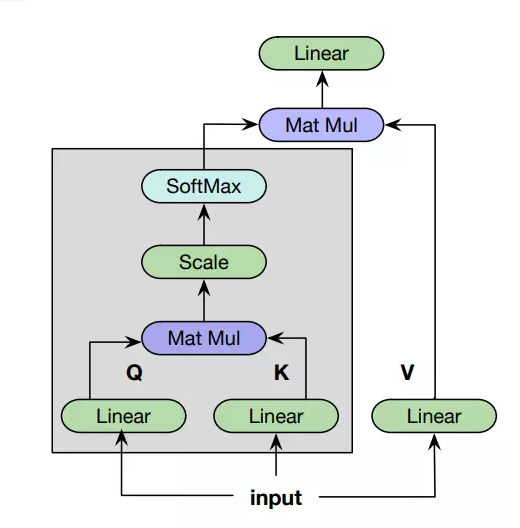 Linear
Mat Mul
SoftMax
Scale
Mat Mul
Q
K
V
Linear
Linear
Linear
input